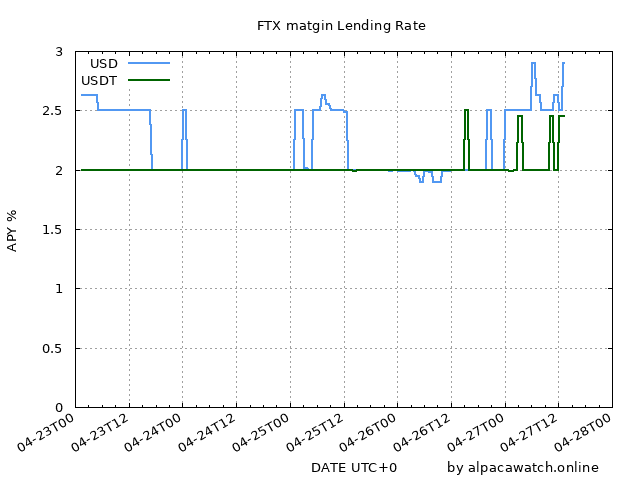 FTX matgin Lending Rate
USD
USDT
3
2.5
2
1.5
1
0.5
0
APY %
04-23T00
04-23T12
04-24T00
04-24T12
04-25T00
04-25T12
04-26T00
04-26T12
04-27T00
04-27T12
04-28T00
DATE UTC+0
by alpacawatch.online